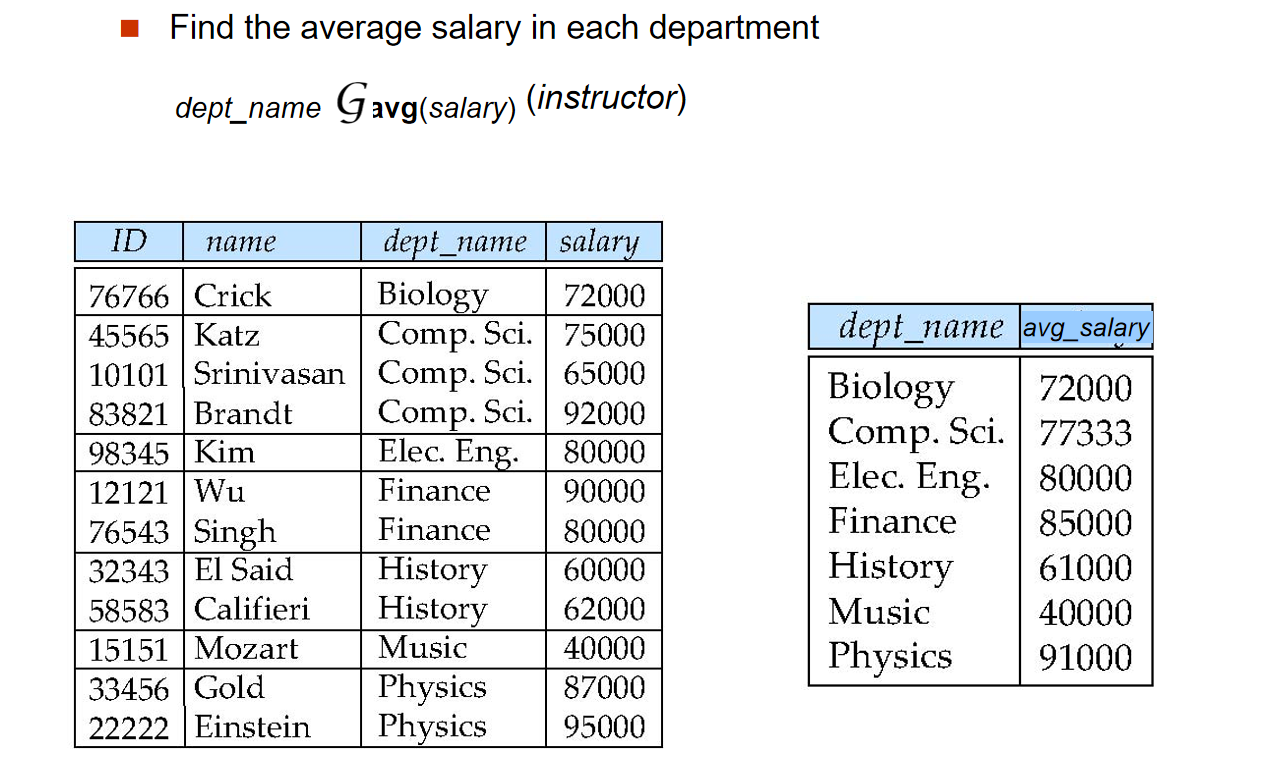 Find the average salary in each department
dept_name G avg(salary) (instructor)
ID name dept_name salary
76766 Crick Biology 72000
45565 Katz Comp. Sci. 75000
10101 Srinivasan Comp. Sci. 65000
83821 Brandt Comp. Sci. 92000
98345 Kim Elec. Eng. 80000
12121 Wu Finance 90000
76543 Singh Finance 80000
32343 El Said History 60000
58583 Califieri History 62000
15151 Mozart Music 40000
33456 Gold Physics 87000
22222 Einstein Physics 95000
dept_name avg_salary
Biology 72000
Comp. Sci. 77333
Elec. Eng. 80000
Finance 85000
History 61000
Music 40000
Physics 91000